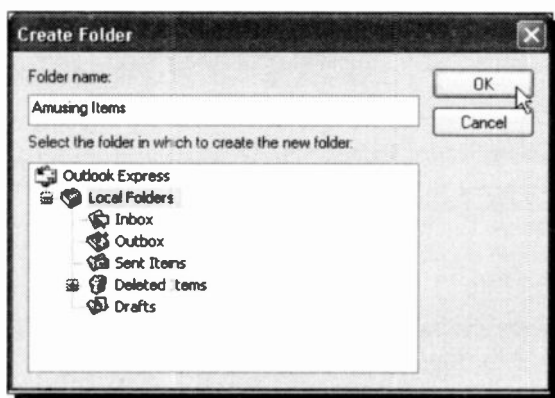 Create Folder
Folder name:
OK
Amusing Items
Cancel
Select the folder in which to create the new folder:
Outlook Express
Local Folders
Inbox
Outbox
Sent Items
Deleted Items
Drafts